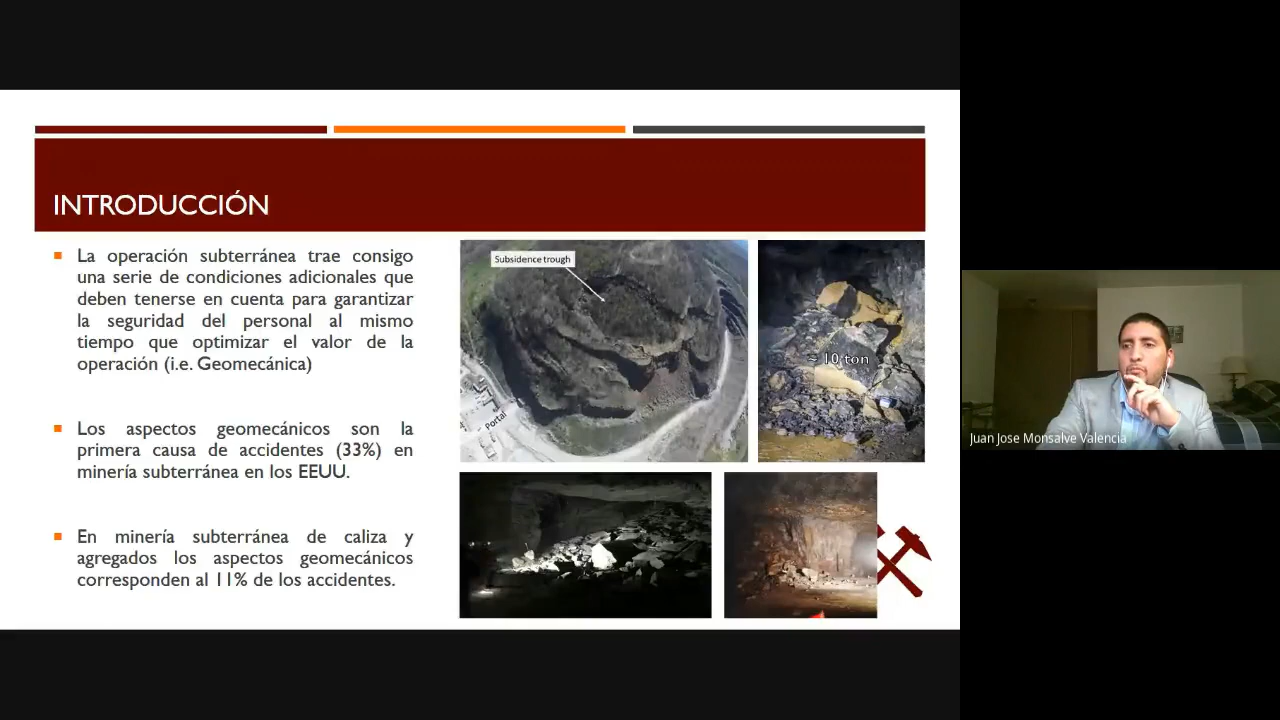 INTRODUCCIÓN
La operación subterránea trae consigo
una serie de condiciones adicionales que
deben tenerse en cuenta para garantizar
la seguridad del personal al mismo
tiempo que optimizar el valor de la
operación (i.e. Geomecánica)
Los aspectos geomecánicos son la
primera causa de accidentes (33%) en
minería subterránea en los EEUU.
En minería subterránea de caliza y
agregados los aspectos geomecánicos
corresponden al 11% de los accidentes.
Subsidence trough
Portal
≈ 10 ton
Juan Jose Monsalve Valencia